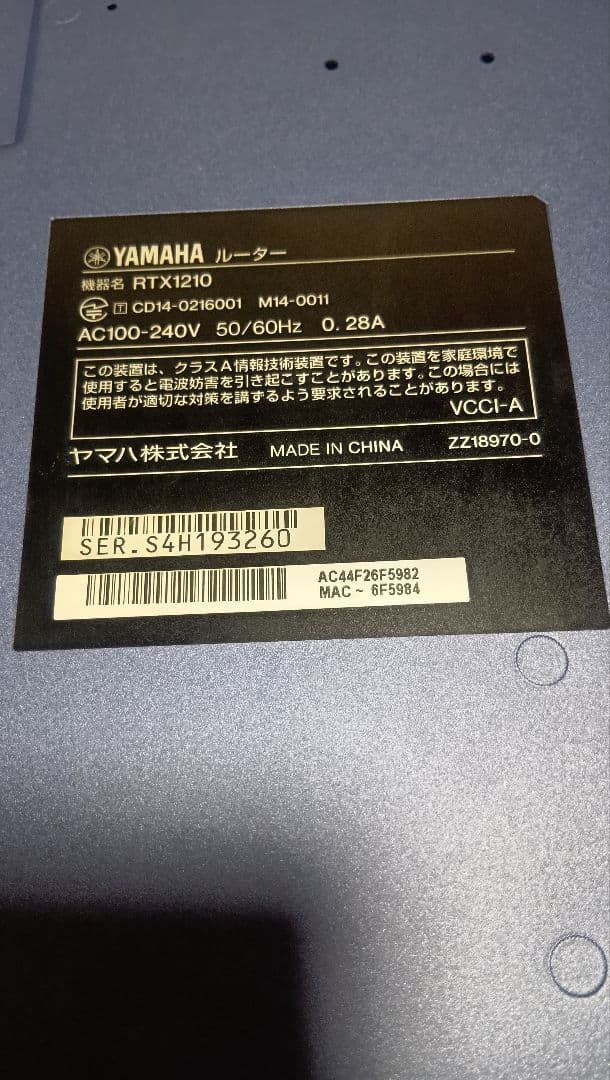 YAMAHA ルーター
機器名 RTX1210
T CD14-0216001 M14-0011
AC100-240V 50/60Hz 0.28A
この装置は、クラスA情報技術装置です。この装置を家庭環境で
使用すると電波妨害を引き起こすことがあります。この場合には
使用者が適切な対策を講ずるよう要求されることがあります。
VCCI-A
ヤマハ株式会社 MADE IN CHINA ZZ18970-0
SER.S4H193260
AC44F26F5982
MAC ~ 6F5984